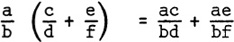 a/b (c/d + e/f) = ac/bd + ae/bf